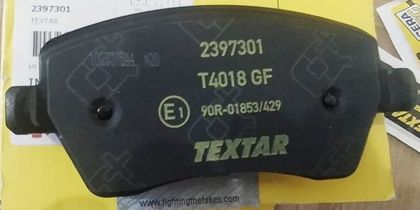 2397301
TEXTAR
2397301
T4018 GF
E1
90R-01853/429
TEXTAR
www.fightingthefakes.com